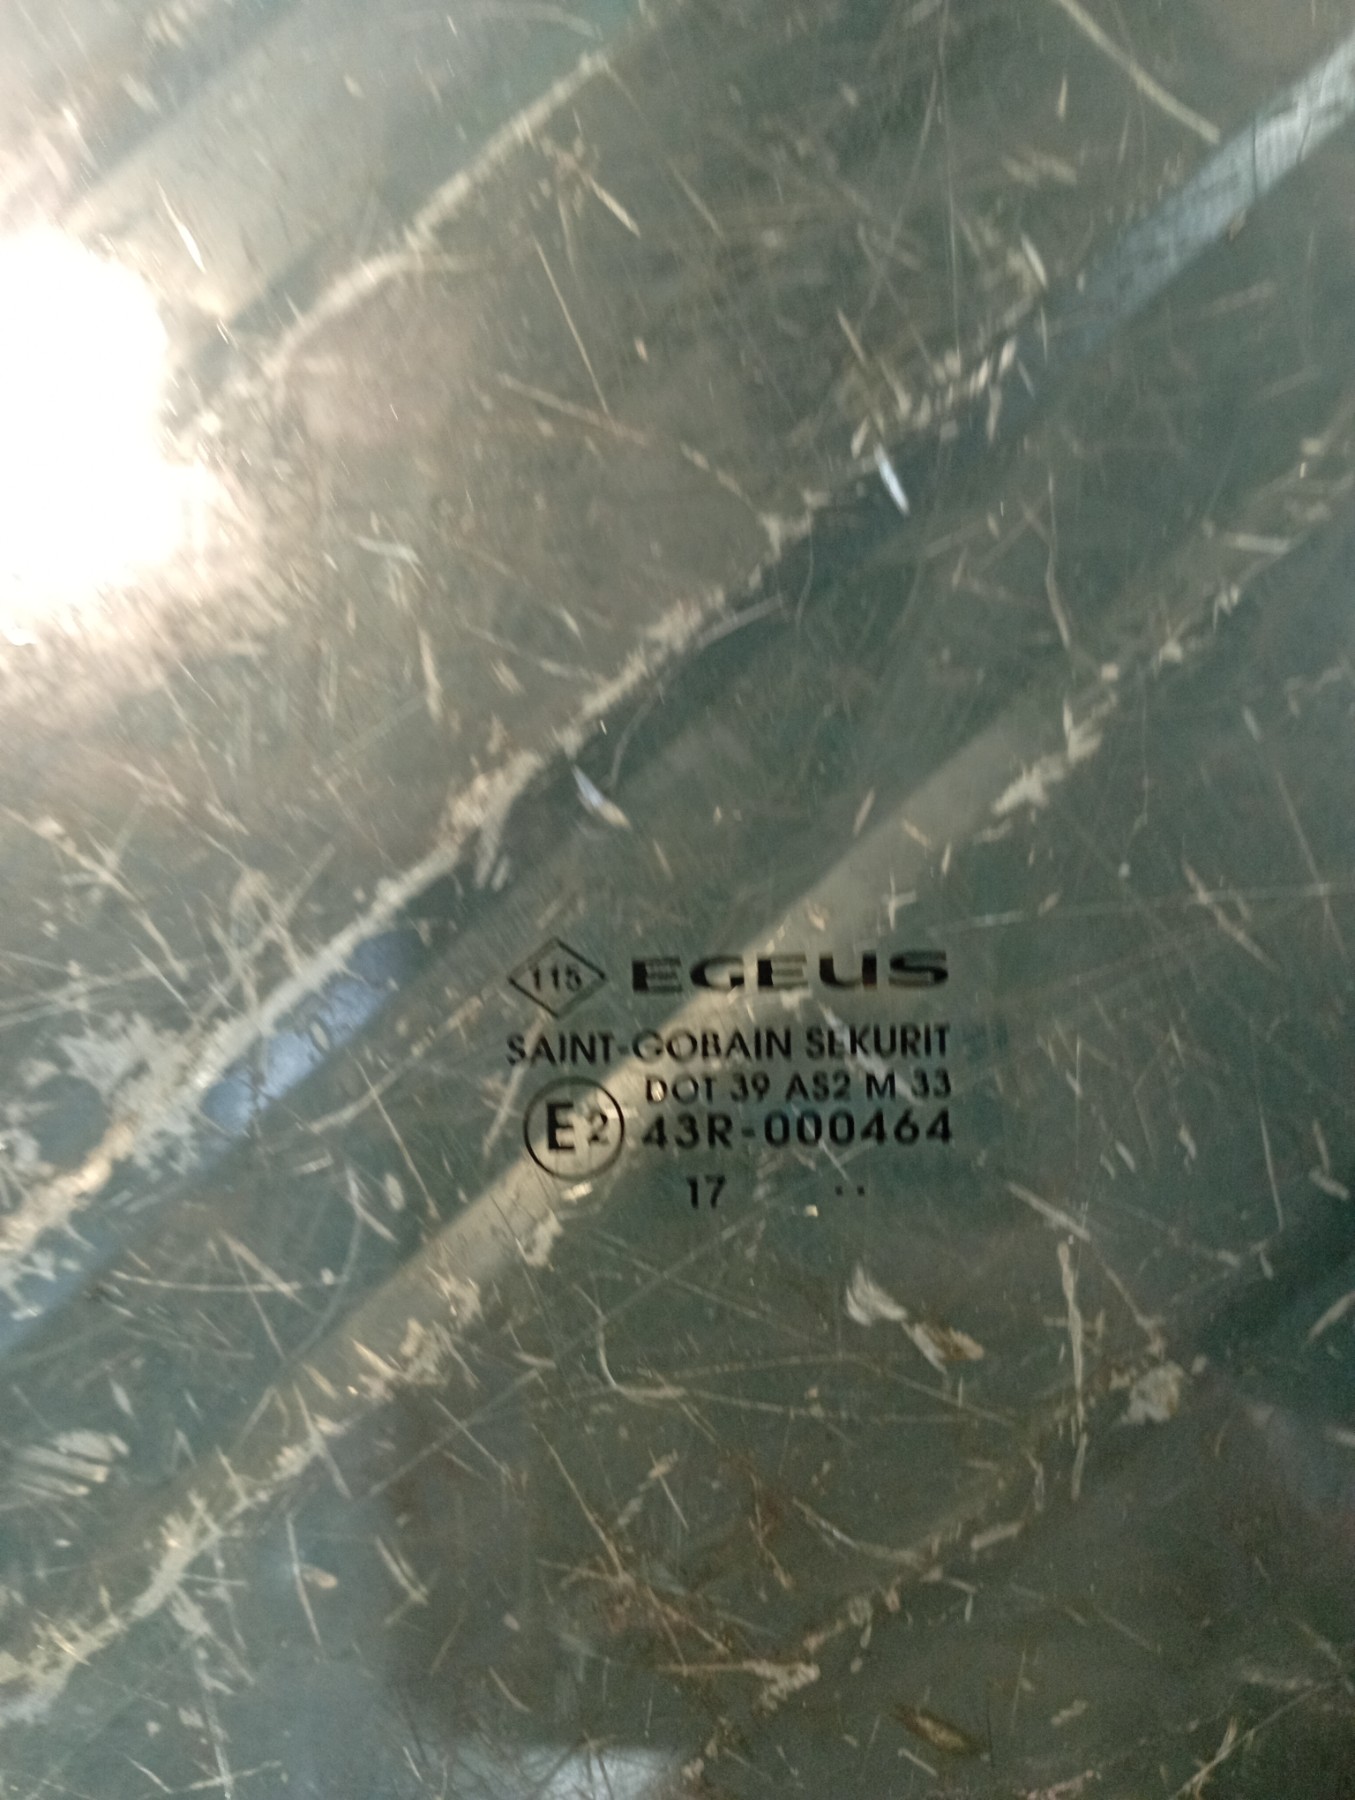 115 EGEUS
SAINT-GOBAIN SEKURIT
DOT 39 AS2 M 33
E2 43R-000464
17 ..